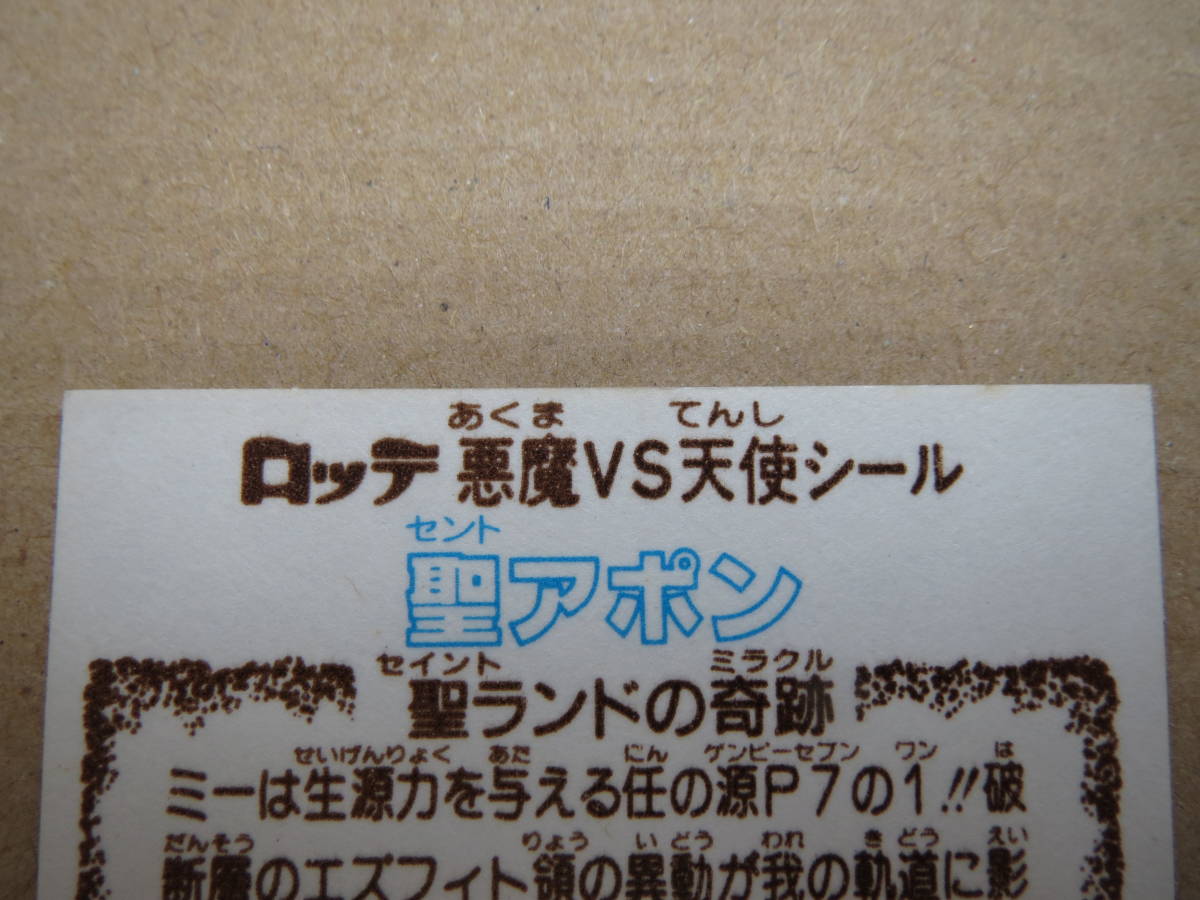 あくま てんし
ロッテ 悪魔VS天使シール
セント
聖アポン
セイント ミラクル
聖ランドの奇跡
せいげんりょく あた にん ゲンピーセブン ワン は
ミーは生源力を与える任の源P7の1!!破
だんそう りょう いどう われ きどう えい
断層のエズフィト領の異動が我の軌道に影